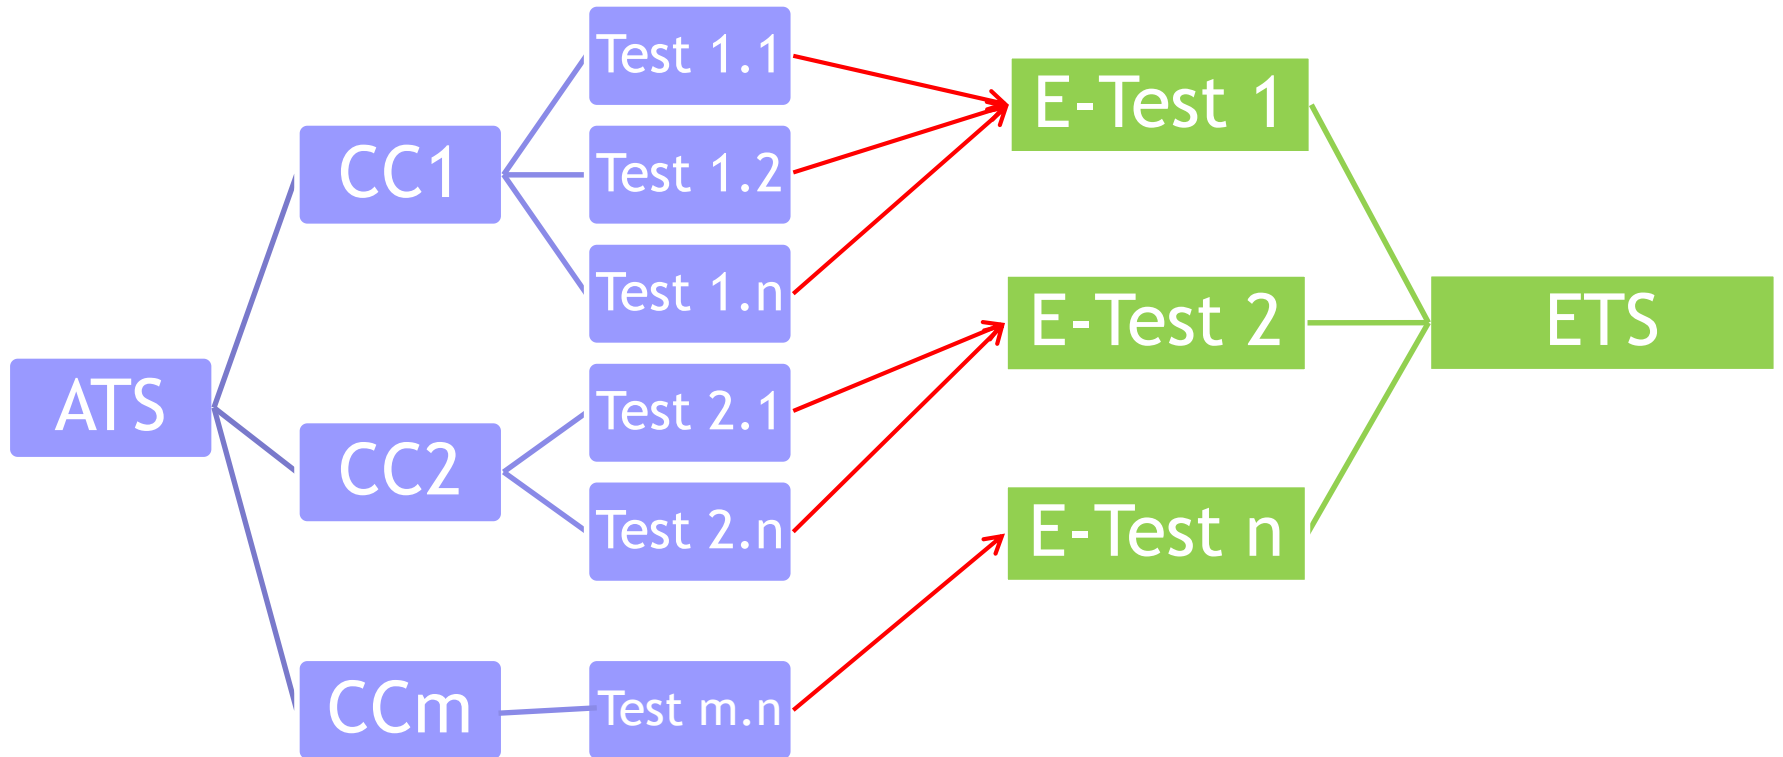 ATS
CC1
CC2
CCm
Test 1.1
Test 1.2
Test 1.n
Test 2.1
Test 2.n
Test m.n
E-Test 1
E-Test 2
E-Test n
ETS